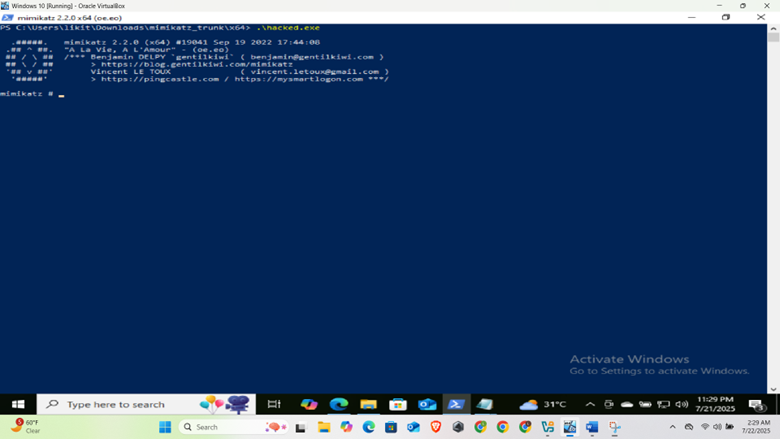 Windows 10 [Running] - Oracle VirtualBox
mimikatz 2.2.0 x64 (oe.eo)
PS C:\Users\likit\Downloads\mimikatz_trunk\x64> .\hacked.exe
.#####. mimikatz 2.2.0 (x64) #19041 Sep 19 2022 17:44:08
.## ^ ##. "A La Vie, A L'Amour" - (oe.eo)
## / \ ## /*** Benjamin DELPY `gentilkiwi` ( benjamin@gentilkiwi.com )
## \ / ## > https://blog.gentilkiwi.com/mimikatz
'## v ##' Vincent LE TOUX ( vincent.letoux@gmail.com )
'#####' > https://pingcastle.com / https://mysmartlogon.com ***/
mimikatz # _
Activate Windows
Go to Settings to activate Windows.
Type here to search
31°C
11:29 PM
7/21/2025
3
5
60°F
Clear
Search
2:29 AM
7/22/2025